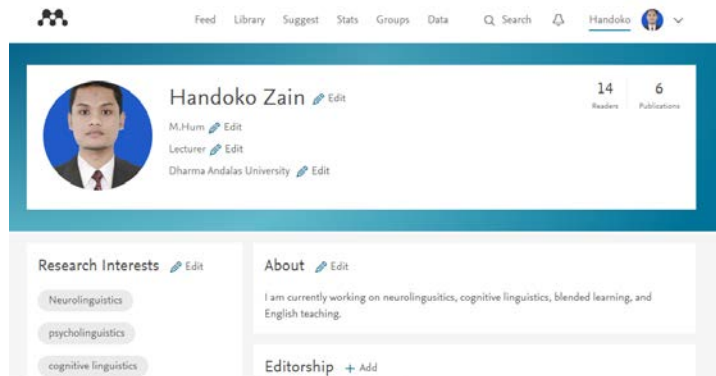 Feed Library Suggest Stats Groups Data Search Handoko
Handoko Zain Edit
M.Hum Edit
Lecturer Edit
Dharma Andalas University Edit
14 6
Readers Publications
Research Interests Edit
Neurolinguistics
psycholinguistics
cognitive linguistics
About Edit
I am currently working on neurolingusitics, cognitive linguistics, blended learning, and
English teaching.
Editorship + Add